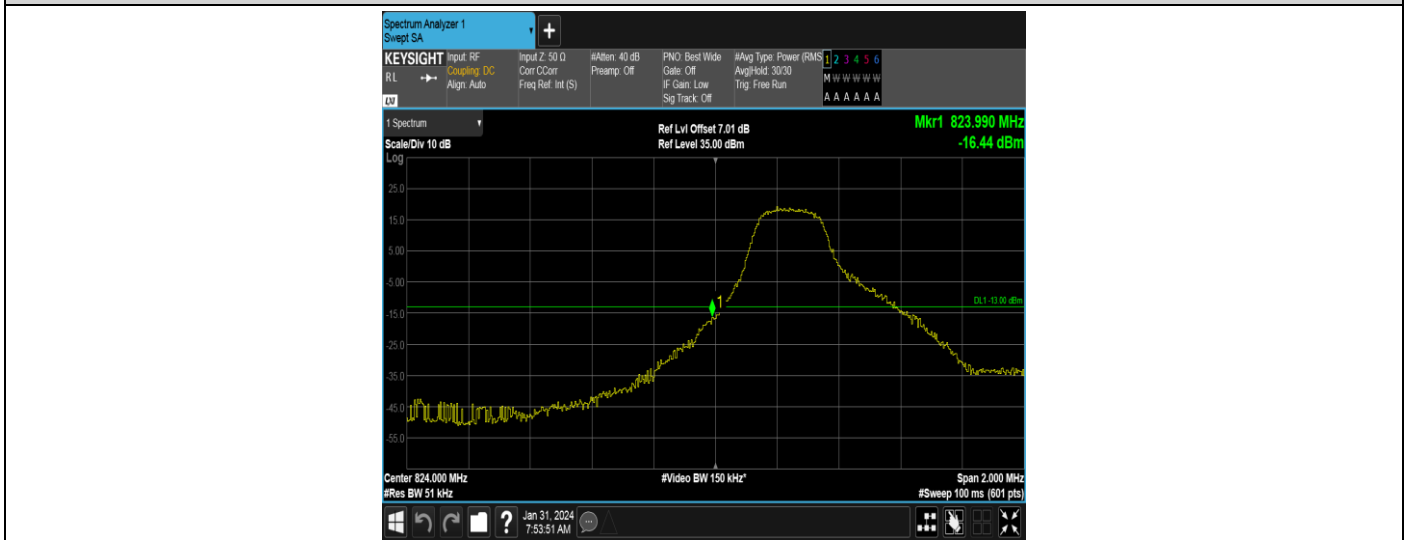 Spectrum Analyzer 1
Swept SA
+
KEYSIGHT Input: RF Input Z: 50 Ω #Atten: 40 dB PNO: Best Wide #Avg Type: Power (RMS 1 2 3 4 5 6
RL Coupling: DC Corr CCorr Preamp: Off Gate: Off Avg|Hold: 30/30 M W W W W W
Align: Auto Freq Ref: Int (S) IF Gain: Low Trig: Free Run
LXI Sig Track: Off A A A A A A
1 Spectrum Ref Lvl Offset 7.01 dB Mkr1 823.990 MHz
Scale/Div 10 dB Ref Level 35.00 dBm -16.44 dBm
Log
25.0
15.0
5.00
-5.00
1
DL1 -13.00 dBm
-15.0
-25.0
-35.0
-45.0
-55.0
Center 824.000 MHz #Video BW 150 kHz* Span 2.000 MHz
#Res BW 51 kHz #Sweep 100 ms (601 pts)
? Jan 31, 2024
7:53:51 AM